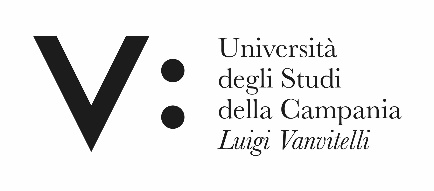 V:
Università
degli Studi
della Campania
Luigi Vanvitelli